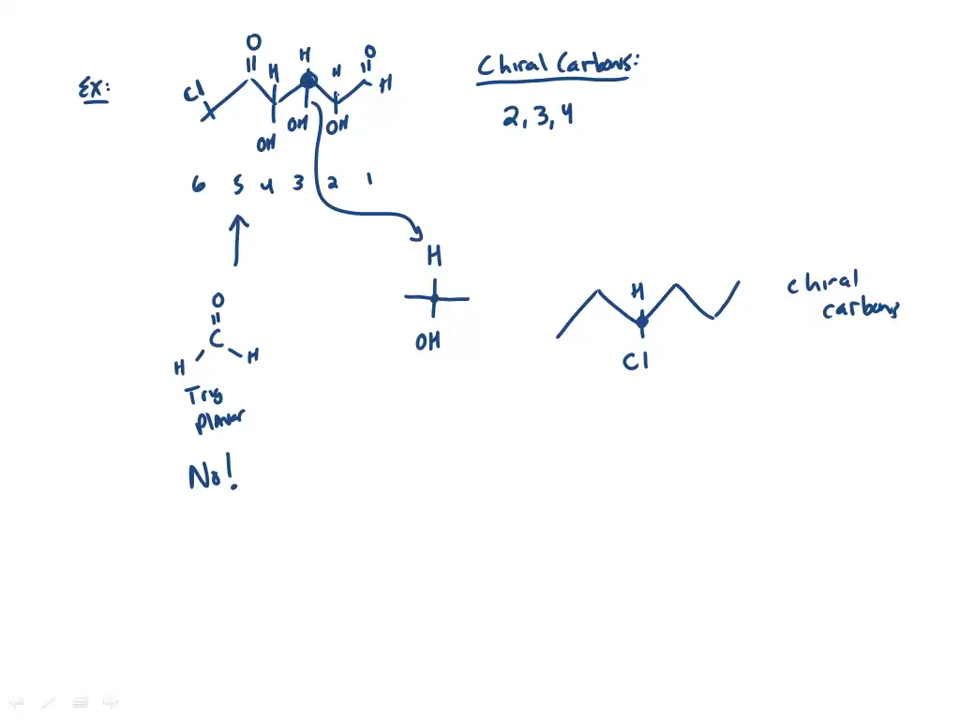 Ex:
O
H
H
H
O
Cl
H
OH
OH
OH
6 5 4 3 2 1
Chiral Carbons:
2, 3, 4
H
OH
O
C
H H
Trig
Planar
No!
H
Cl
chiral
carbons